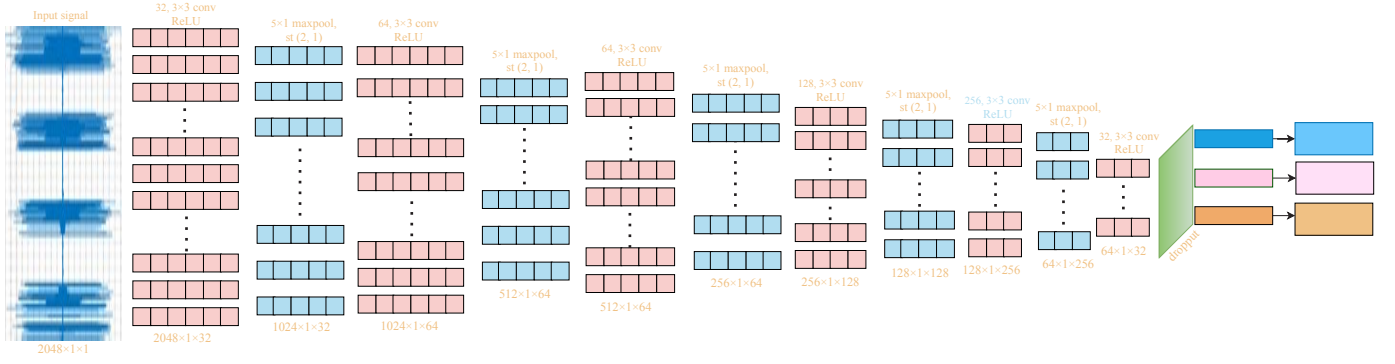 Input signal
2048×1×1
32, 3×3 conv
ReLU
2048×1×32
5×1 maxpool,
st (2, 1)
1024×1×32
64, 3×3 conv
ReLU
1024×1×64
5×1 maxpool,
st (2, 1)
512×1×64
64, 3×3 conv
ReLU
512×1×64
5×1 maxpool,
st (2, 1)
256×1×64
128, 3×3 conv
ReLU
256×1×128
5×1 maxpool,
st (2, 1)
128×1×128
256, 3×3 conv
ReLU
128×1×256
5×1 maxpool,
st (2, 1)
64×1×256
32, 3×3 conv
ReLU
64×1×32
dropput